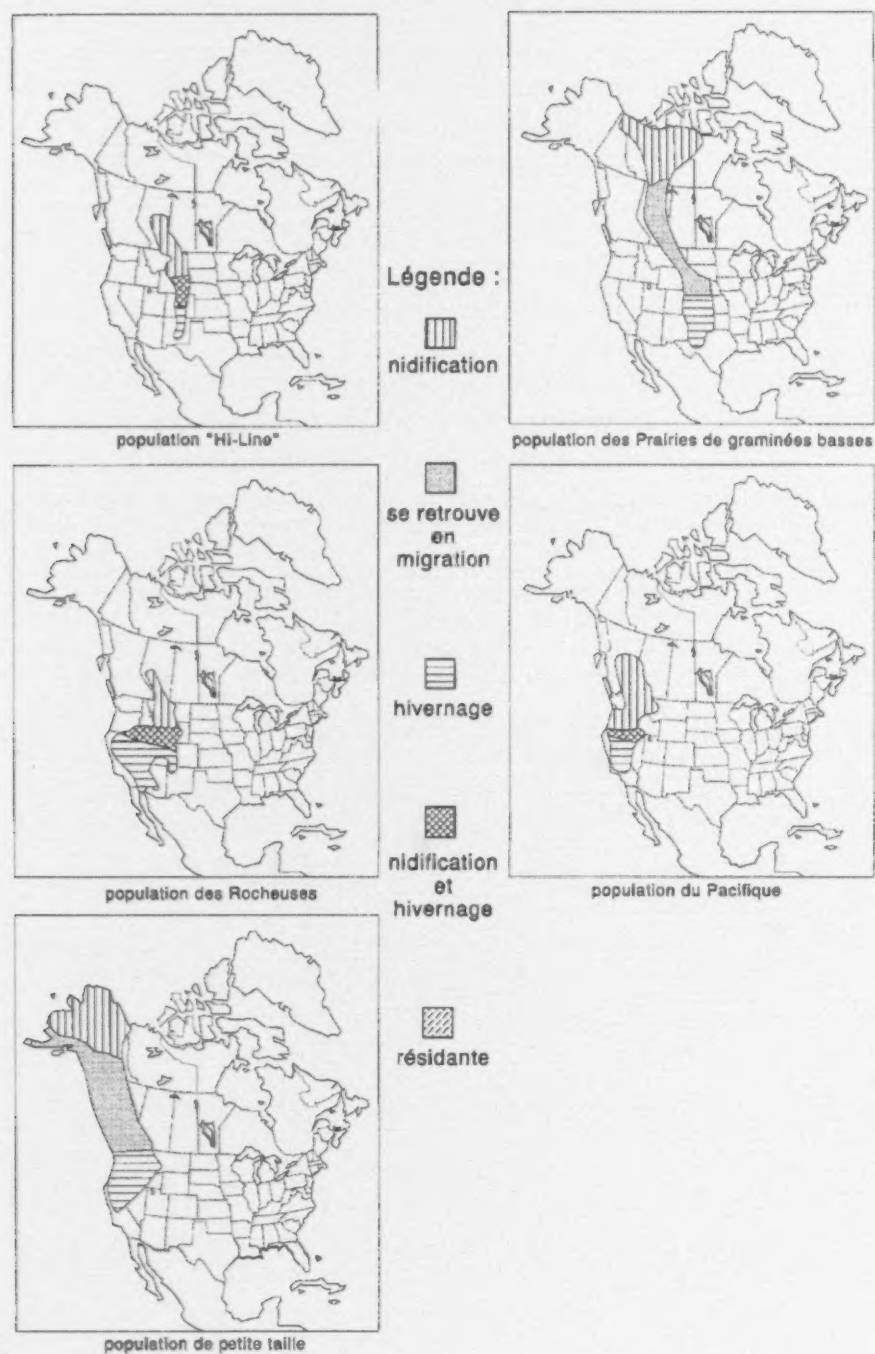 population "Hi-Line"
population des Prairies de graminées basses
Légende :
nidification
se retrouve
en
migration
hivernage
nidification
et
hivernage
résidante
population des Rocheuses
population du Pacifique
population de petite taille